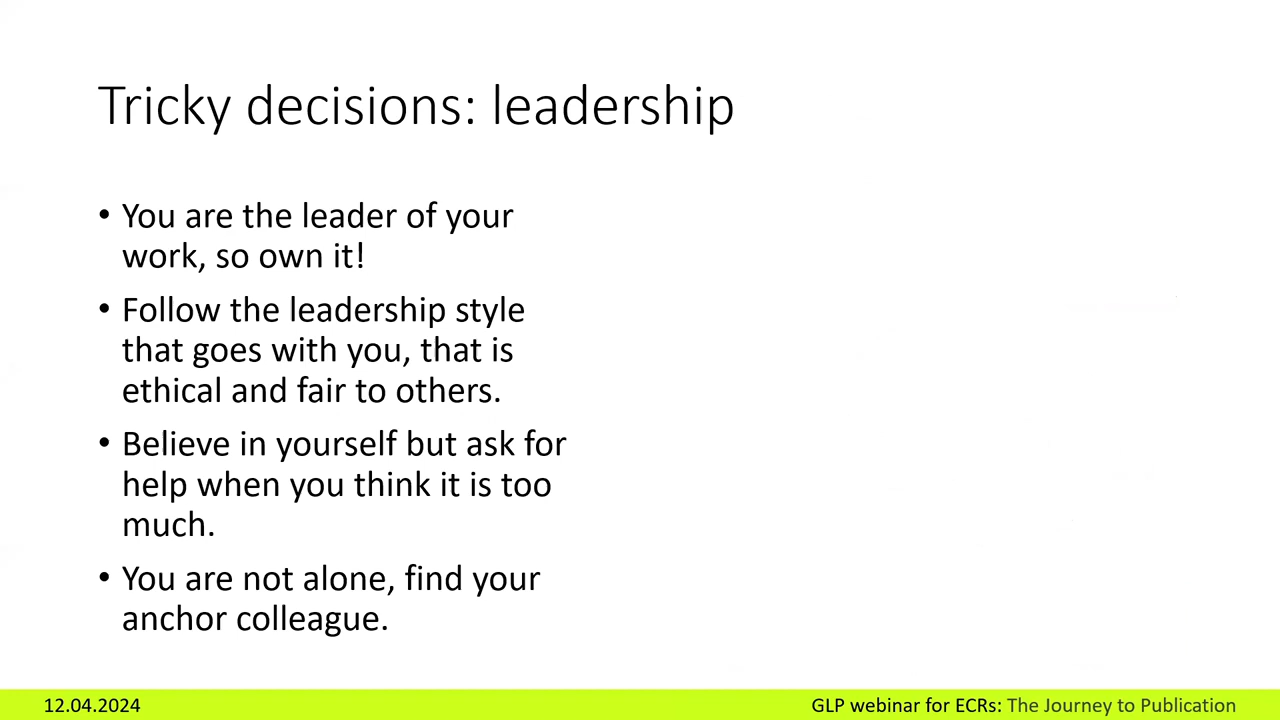 Tricky decisions: leadership
• You are the leader of your
work, so own it!
• Follow the leadership style
that goes with you, that is
ethical and fair to others.
• Believe in yourself but ask for
help when you think it is too
much.
• You are not alone, find your
anchor colleague.
12.04.2024
GLP webinar for ECRs: The Journey to Publication